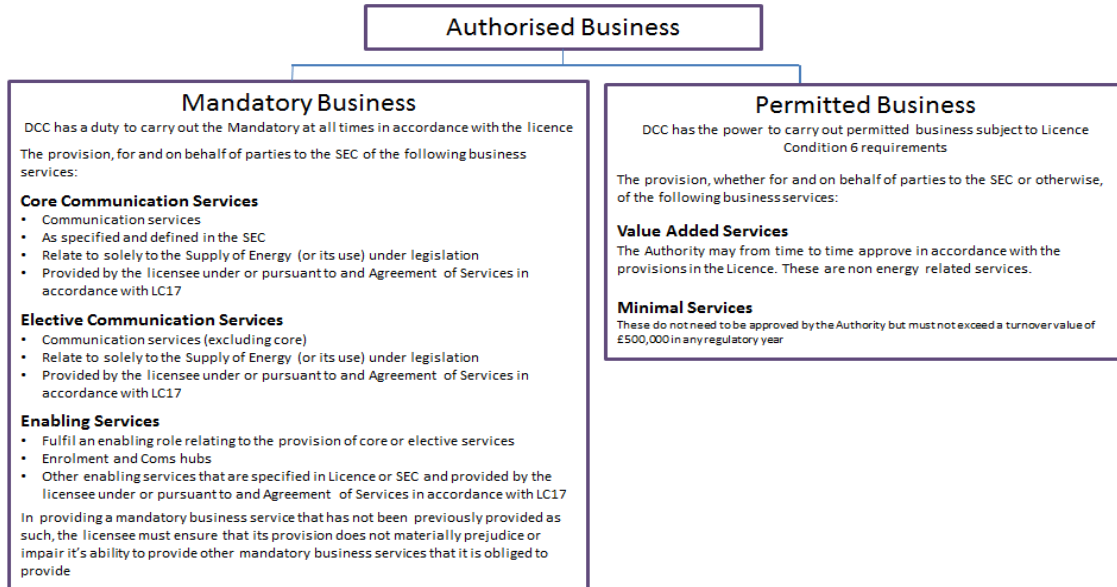 Authorised Business
Mandatory Business
DCC has a duty to carry out the Mandatory at all times in accordance with the licence
The provision, for and on behalf of parties to the SEC of the following business
services:
Core Communication Services
• Communication services
• As specified and defined in the SEC
• Relate to solely to the Supply of Energy (or its use) under legislation
• Provided by the licensee under or pursuant to and Agreement of Services in
accordance with LC17
Elective Communication Services
• Communication services (excluding core)
• Relate to solely to the Supply of Energy (or its use) under legislation
• Provided by the licensee under or pursuant to and Agreement of Services in
accordance with LC17
Enabling Services
• Fulfil an enabling role relating to the provision of core or elective services
• Enrolment and Coms hubs
• Other enabling services that are specified in Licence or SEC and provided by the
licensee under or pursuant to and Agreement of Services in accordance with LC17
In providing a mandatory business service that has not been previously provided as
such, the licensee must ensure that its provision does not materially prejudice or
impair it's ability to provide other mandatory business services that it is obliged to
provide
Permitted Business
DCC has the power to carry out permitted business subject to Licence
Condition 6 requirements
The provision, whether for and on behalf of parties to the SEC or otherwise,
of the following business services:
Value Added Services
The Authority may from time to time approve in accordance with the
provisions in the Licence. These are non energy related services.
Minimal Services
These do not need to be approved by the Authority but must not exceed a turnover value of
£500,000 in any regulatory year